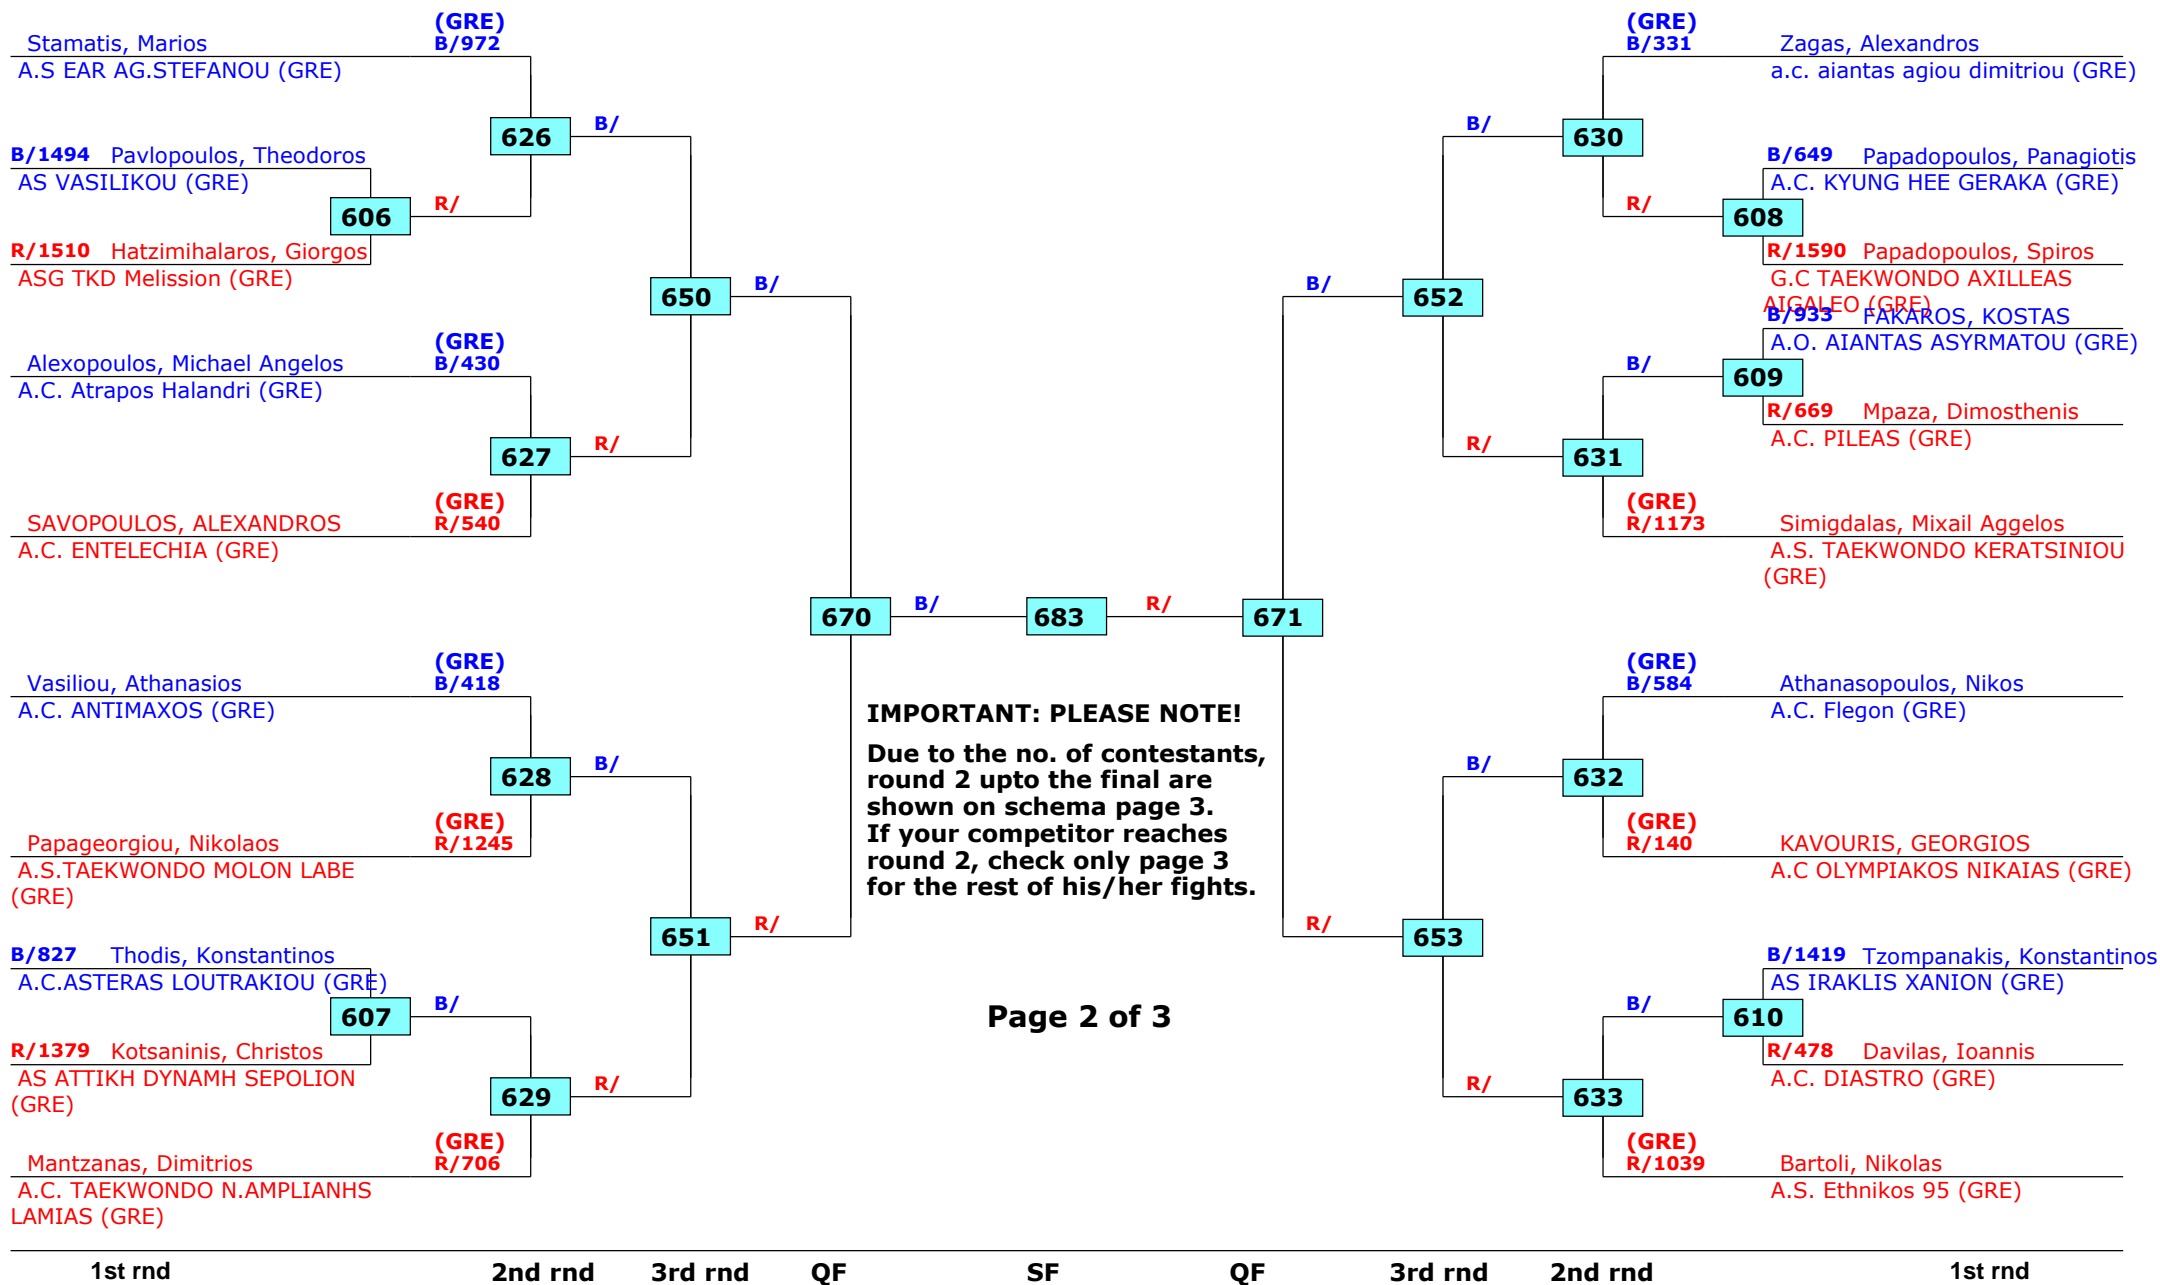 (GRE)
Stamatis, Marios B/972
A.S EAR AG.STEFANOU (GRE)
626
B/
B/1494 Pavlopoulos, Theodoros
AS VASILIKOU (GRE)
606
R/
R/1510 Hatzimihalaros, Giorgos
ASG TKD Melission (GRE)
650
B/
(GRE)
Alexopoulos, Michael Angelos B/430
A.C. Atrapos Halandri (GRE)
627
R/
(GRE)
SAVOPOULOS, ALEXANDROS R/540
A.C. ENTELECHIA (GRE)
670
B/
683
R/
671
(GRE)
Vasiliou, Athanasios B/418
A.C. ANTIMAXOS (GRE)
628
B/
(GRE)
Papageorgiou, Nikolaos R/1245
A.S.TAEKWONDO MOLON LABE
(GRE)
651
R/
B/827 Thodis, Konstantinos
A.C.ASTERAS LOUTRAKIOU (GRE)
607
B/
R/1379 Kotsaninis, Christos
AS ATTIKH DYNAMH SEPOLION
(GRE)
629
R/
(GRE)
Mantzanas, Dimitrios R/706
A.C. TAEKWONDO N.AMPLIANHS
LAMIAS (GRE)
IMPORTANT: PLEASE NOTE!
Due to the no. of contestants,
round 2 upto the final are
shown on schema page 3.
If your competitor reaches
round 2, check only page 3
for the rest of his/her fights.
Page 2 of 3
(GRE)
B/331 Zagas, Alexandros
a.c. aiantas agiou dimitriou (GRE)
B/
630
B/649 Papadopoulos, Panagiotis
A.C. KYUNG HEE GERAKA (GRE)
R/
608
R/1590 Papadopoulos, Spiros
G.C TAEKWONDO AXILLEAS
AIGALEO (GRE)
B/
652
B/933 FAKAROS, KOSTAS
A.O. AIANTAS ASYRMATOU (GRE)
B/
609
R/669 Mpaza, Dimosthenis
A.C. PILEAS (GRE)
R/
631
(GRE)
R/1173 Simigdalas, Mixail Aggelos
A.S. TAEKWONDO KERATSINIOU
(GRE)
(GRE)
B/584 Athanasopoulos, Nikos
A.C. Flegon (GRE)
B/
632
(GRE)
R/140 KAVOURIS, GEORGIOS
A.C OLYMPIAKOS NIKAIAS (GRE)
R/
653
B/1419 Tzompanakis, Konstantinos
AS IRAKLIS XANION (GRE)
B/
610
R/478 Davilas, Ioannis
A.C. DIASTRO (GRE)
R/
633
(GRE)
R/1039 Bartoli, Nikolas
A.S. Ethnikos 95 (GRE)
1st rnd 2nd rnd 3rd rnd QF SF QF 3rd rnd 2nd rnd 1st rnd